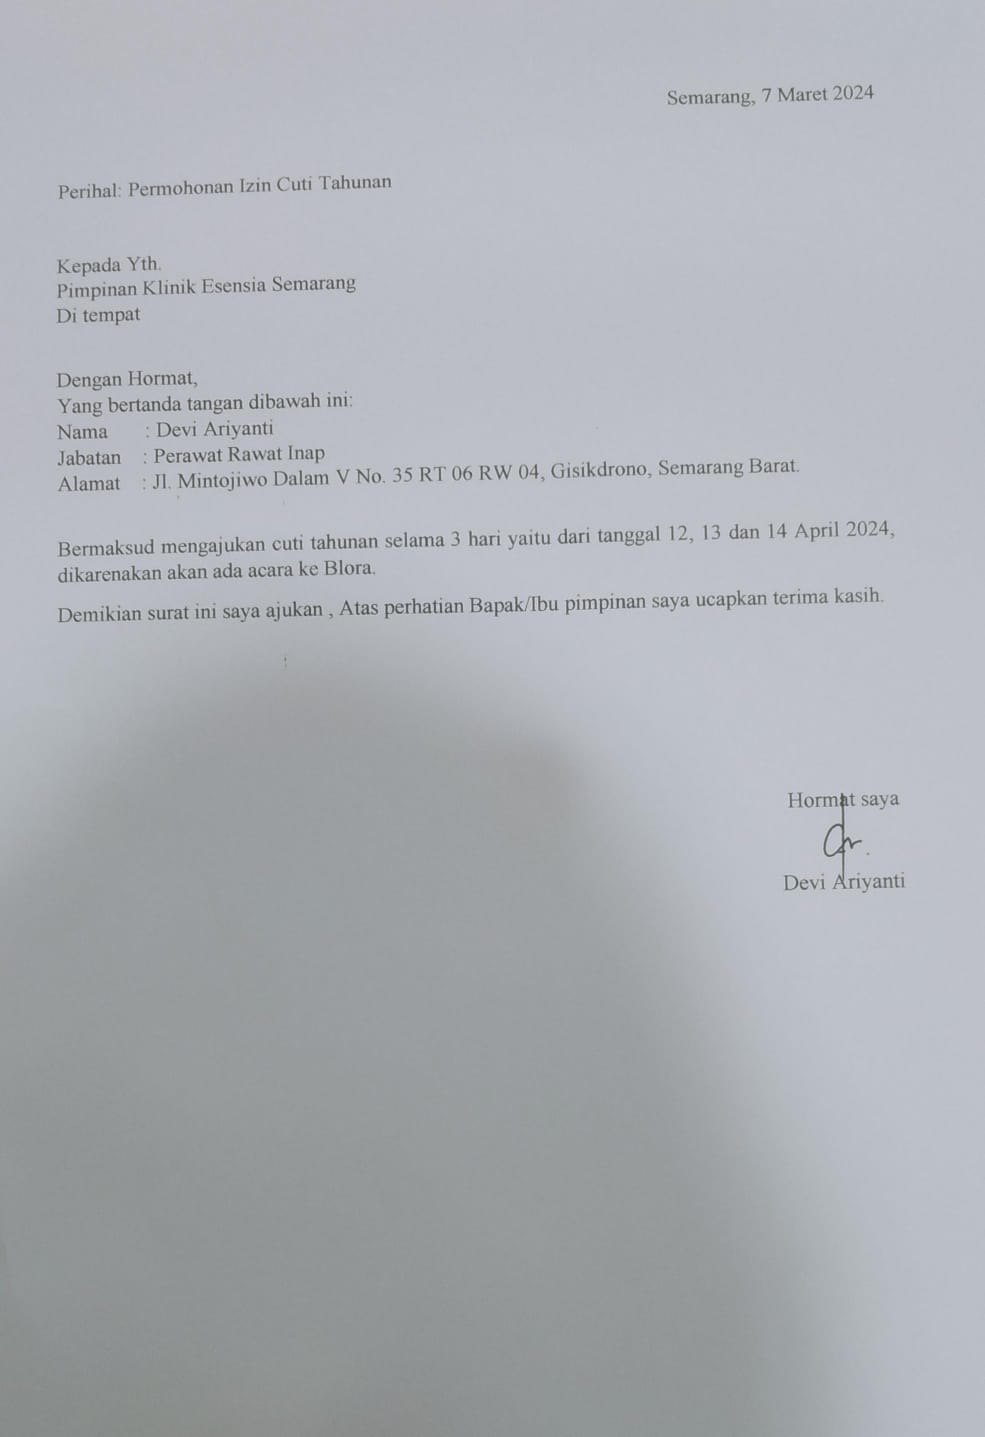 Semarang, 7 Maret 2024
Perihal: Permohonan Izin Cuti Tahunan
Kepada Yth.
Pimpinan Klinik Esensia Semarang
Di tempat
Dengan Hormat,
Yang bertanda tangan dibawah ini:
Nama : Devi Ariyanti
Jabatan : Perawat Rawat Inap
Alamat : Jl. Mintojiwo Dalam V No. 35 RT 06 RW 04, Gisikdrono, Semarang Barat.
Bermaksud mengajukan cuti tahunan selama 3 hari yaitu dari tanggal 12, 13 dan 14 April 2024,
dikarenakan akan ada acara ke Blora.
Demikian surat ini saya ajukan , Atas perhatian Bapak/Ibu pimpinan saya ucapkan terima kasih.
Hormat saya
Devi Ariyanti